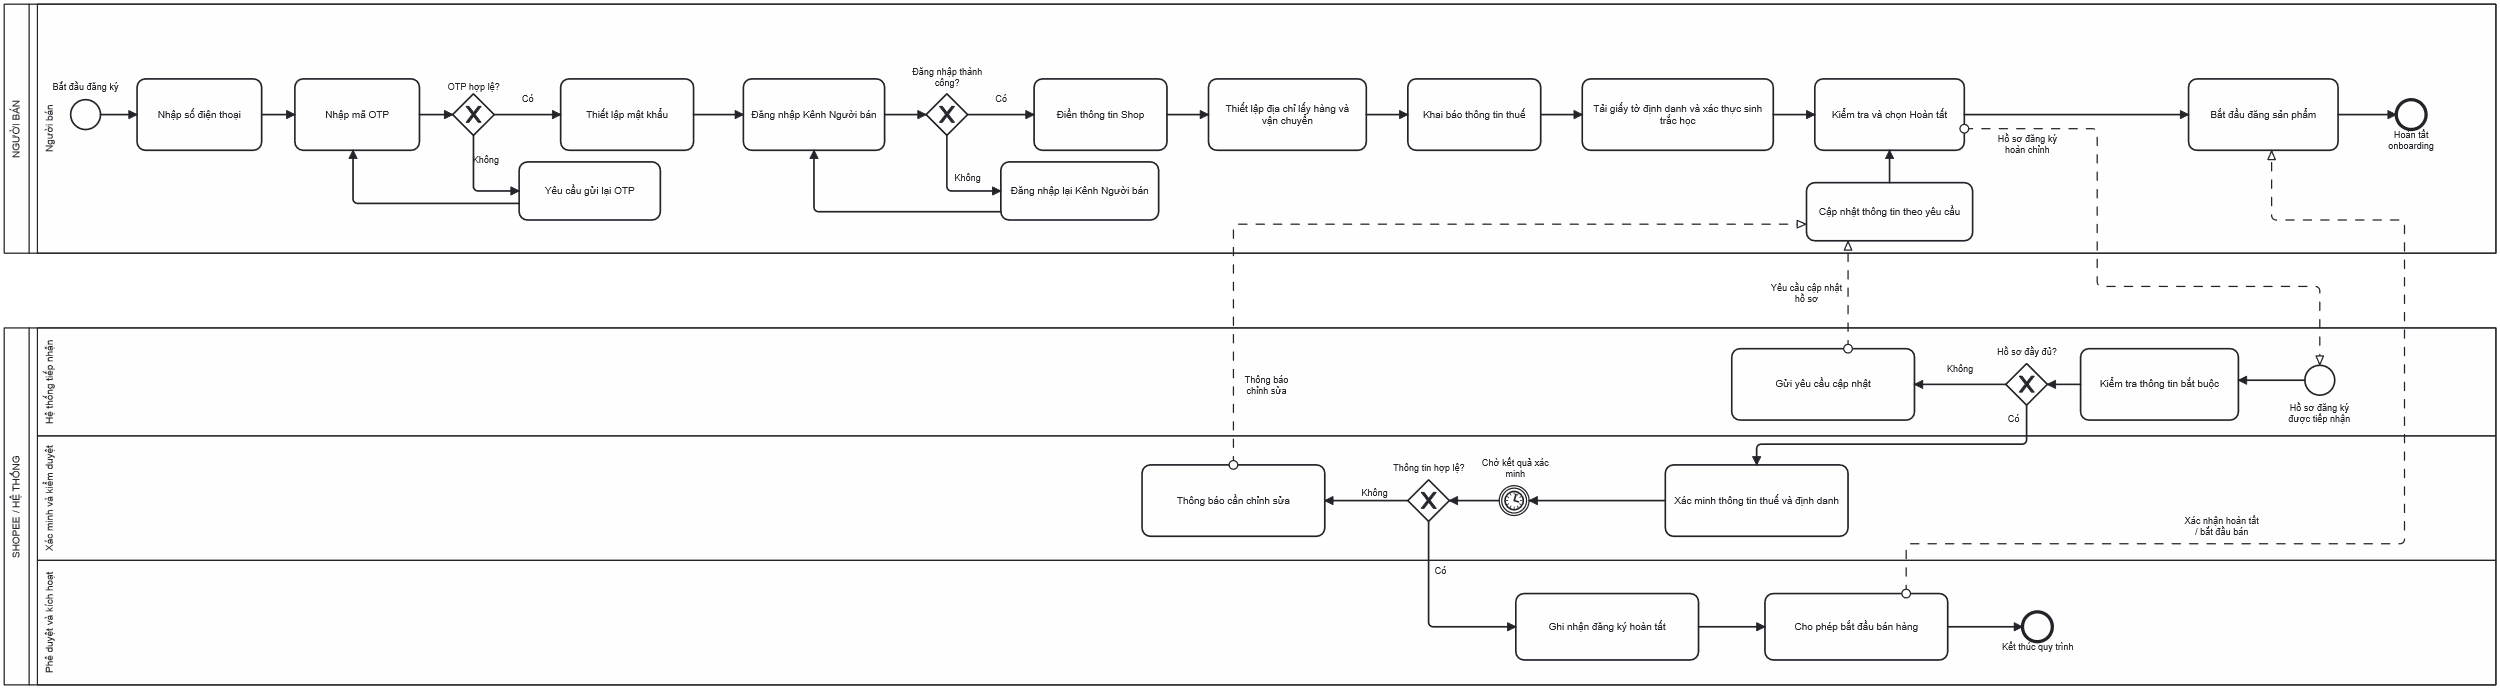 NGƯỜI BÁN
Người bán
Bắt đầu đăng ký
Nhập số điện thoại
Nhập mã OTP
OTP hợp lệ?
Có
Không
Yêu cầu gửi lại OTP
Thiết lập mật khẩu
Đăng nhập Kênh Người bán
Đăng nhập thành
công?
Có
Không
Đăng nhập lại Kênh Người bán
Điền thông tin Shop
Thiết lập địa chỉ lấy hàng và
vận chuyển
Khai báo thông tin thuế
Tải giấy tờ định danh và xác thực sinh
trắc học
Kiểm tra và chọn Hoàn tất
Cập nhật thông tin theo yêu cầu
Hồ sơ đăng ký
hoàn chỉnh
Bắt đầu đăng sản phẩm
Hoàn tất
onboarding
Yêu cầu cập nhật
hồ sơ
SHOPEE / HỆ THỐNG
Hệ thống tiếp nhận
Thông báo
chỉnh sửa
Gửi yêu cầu cập nhật
Không
Hồ sơ đầy đủ?
Có
Kiểm tra thông tin bắt buộc
Hồ sơ đăng ký
được tiếp nhận
Xác minh và kiểm duyệt
Thông báo cần chỉnh sửa
Không
Thông tin hợp lệ?
Chờ kết quả xác
minh
Xác minh thông tin thuế và định danh
Xác nhận hoàn tất
/ bắt đầu bán
Phê duyệt và kích hoạt
Có
Ghi nhận đăng ký hoàn tất
Cho phép bắt đầu bán hàng
Kết thúc quy trình